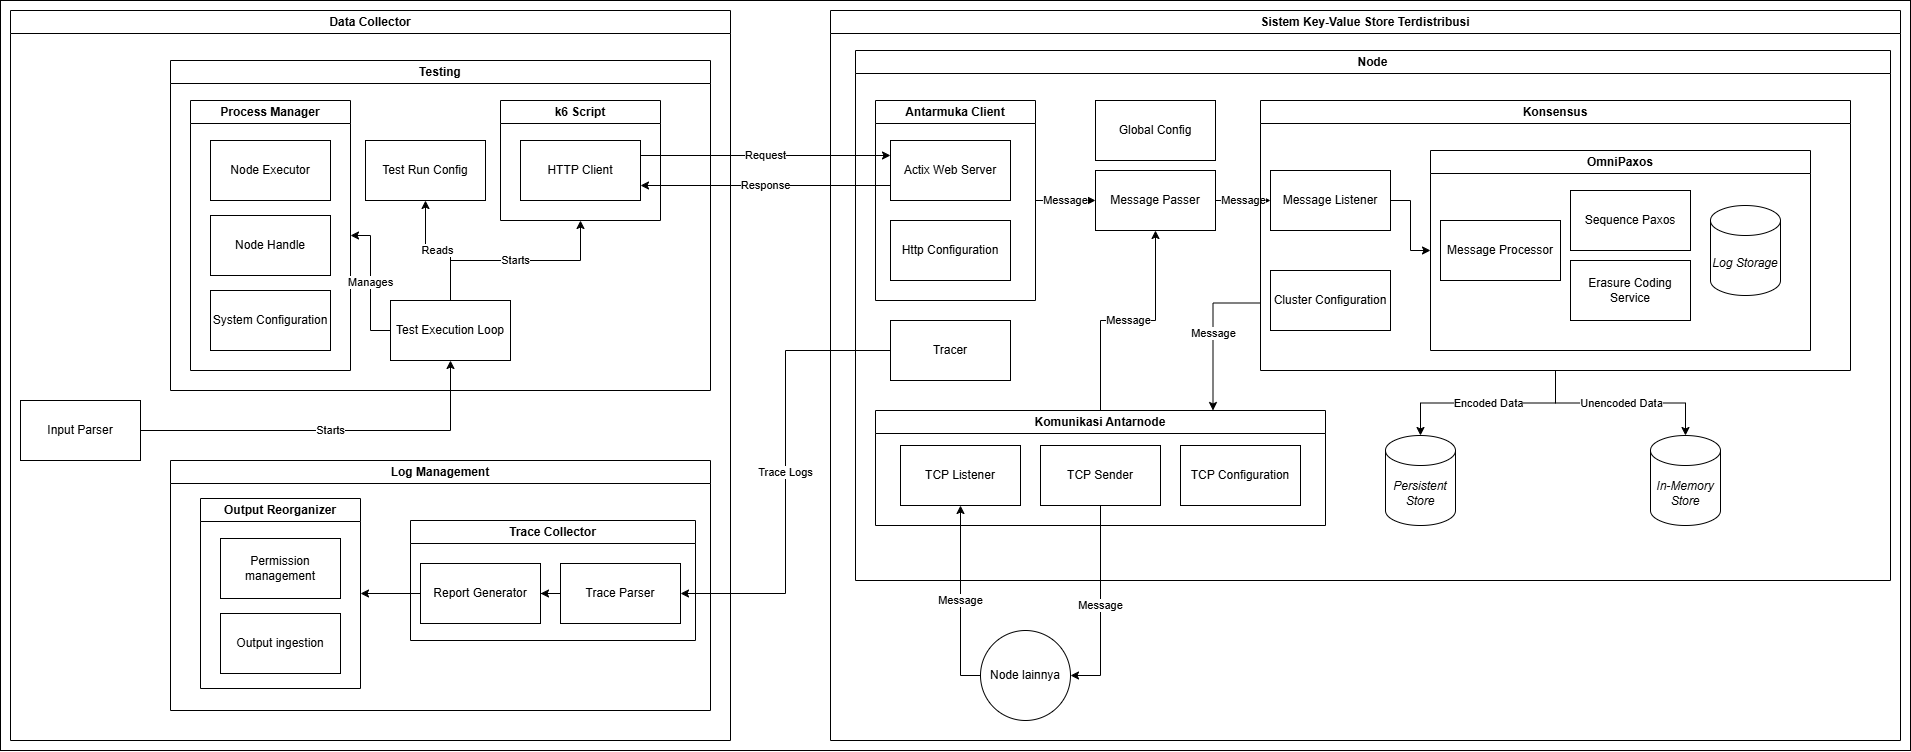 Data Collector
Testing
Process Manager
Node Executor
Node Handle
System Configuration
Test Run Config
k6 Script
HTTP Client
Reads
Starts
Manages
Test Execution Loop
Input Parser
Starts
Log Management
Output Reorganizer
Permission
management
Output ingestion
Trace Collector
Report Generator
Trace Parser
Request
Response
Trace Logs
Sistem Key-Value Store Terdistribusi
Node
Antarmuka Client
Actix Web Server
Http Configuration
Tracer
Message
Global Config
Message Passer
Message
Konsensus
Message Listener
Cluster Configuration
OmniPaxos
Message Processor
Sequence Paxos
Erasure Coding
Service
Log Storage
Message
Message
Komunikasi Antarnode
TCP Listener
TCP Sender
TCP Configuration
Encoded Data
Unencoded Data
Persistent
Store
In-Memory
Store
Message
Message
Node lainnya